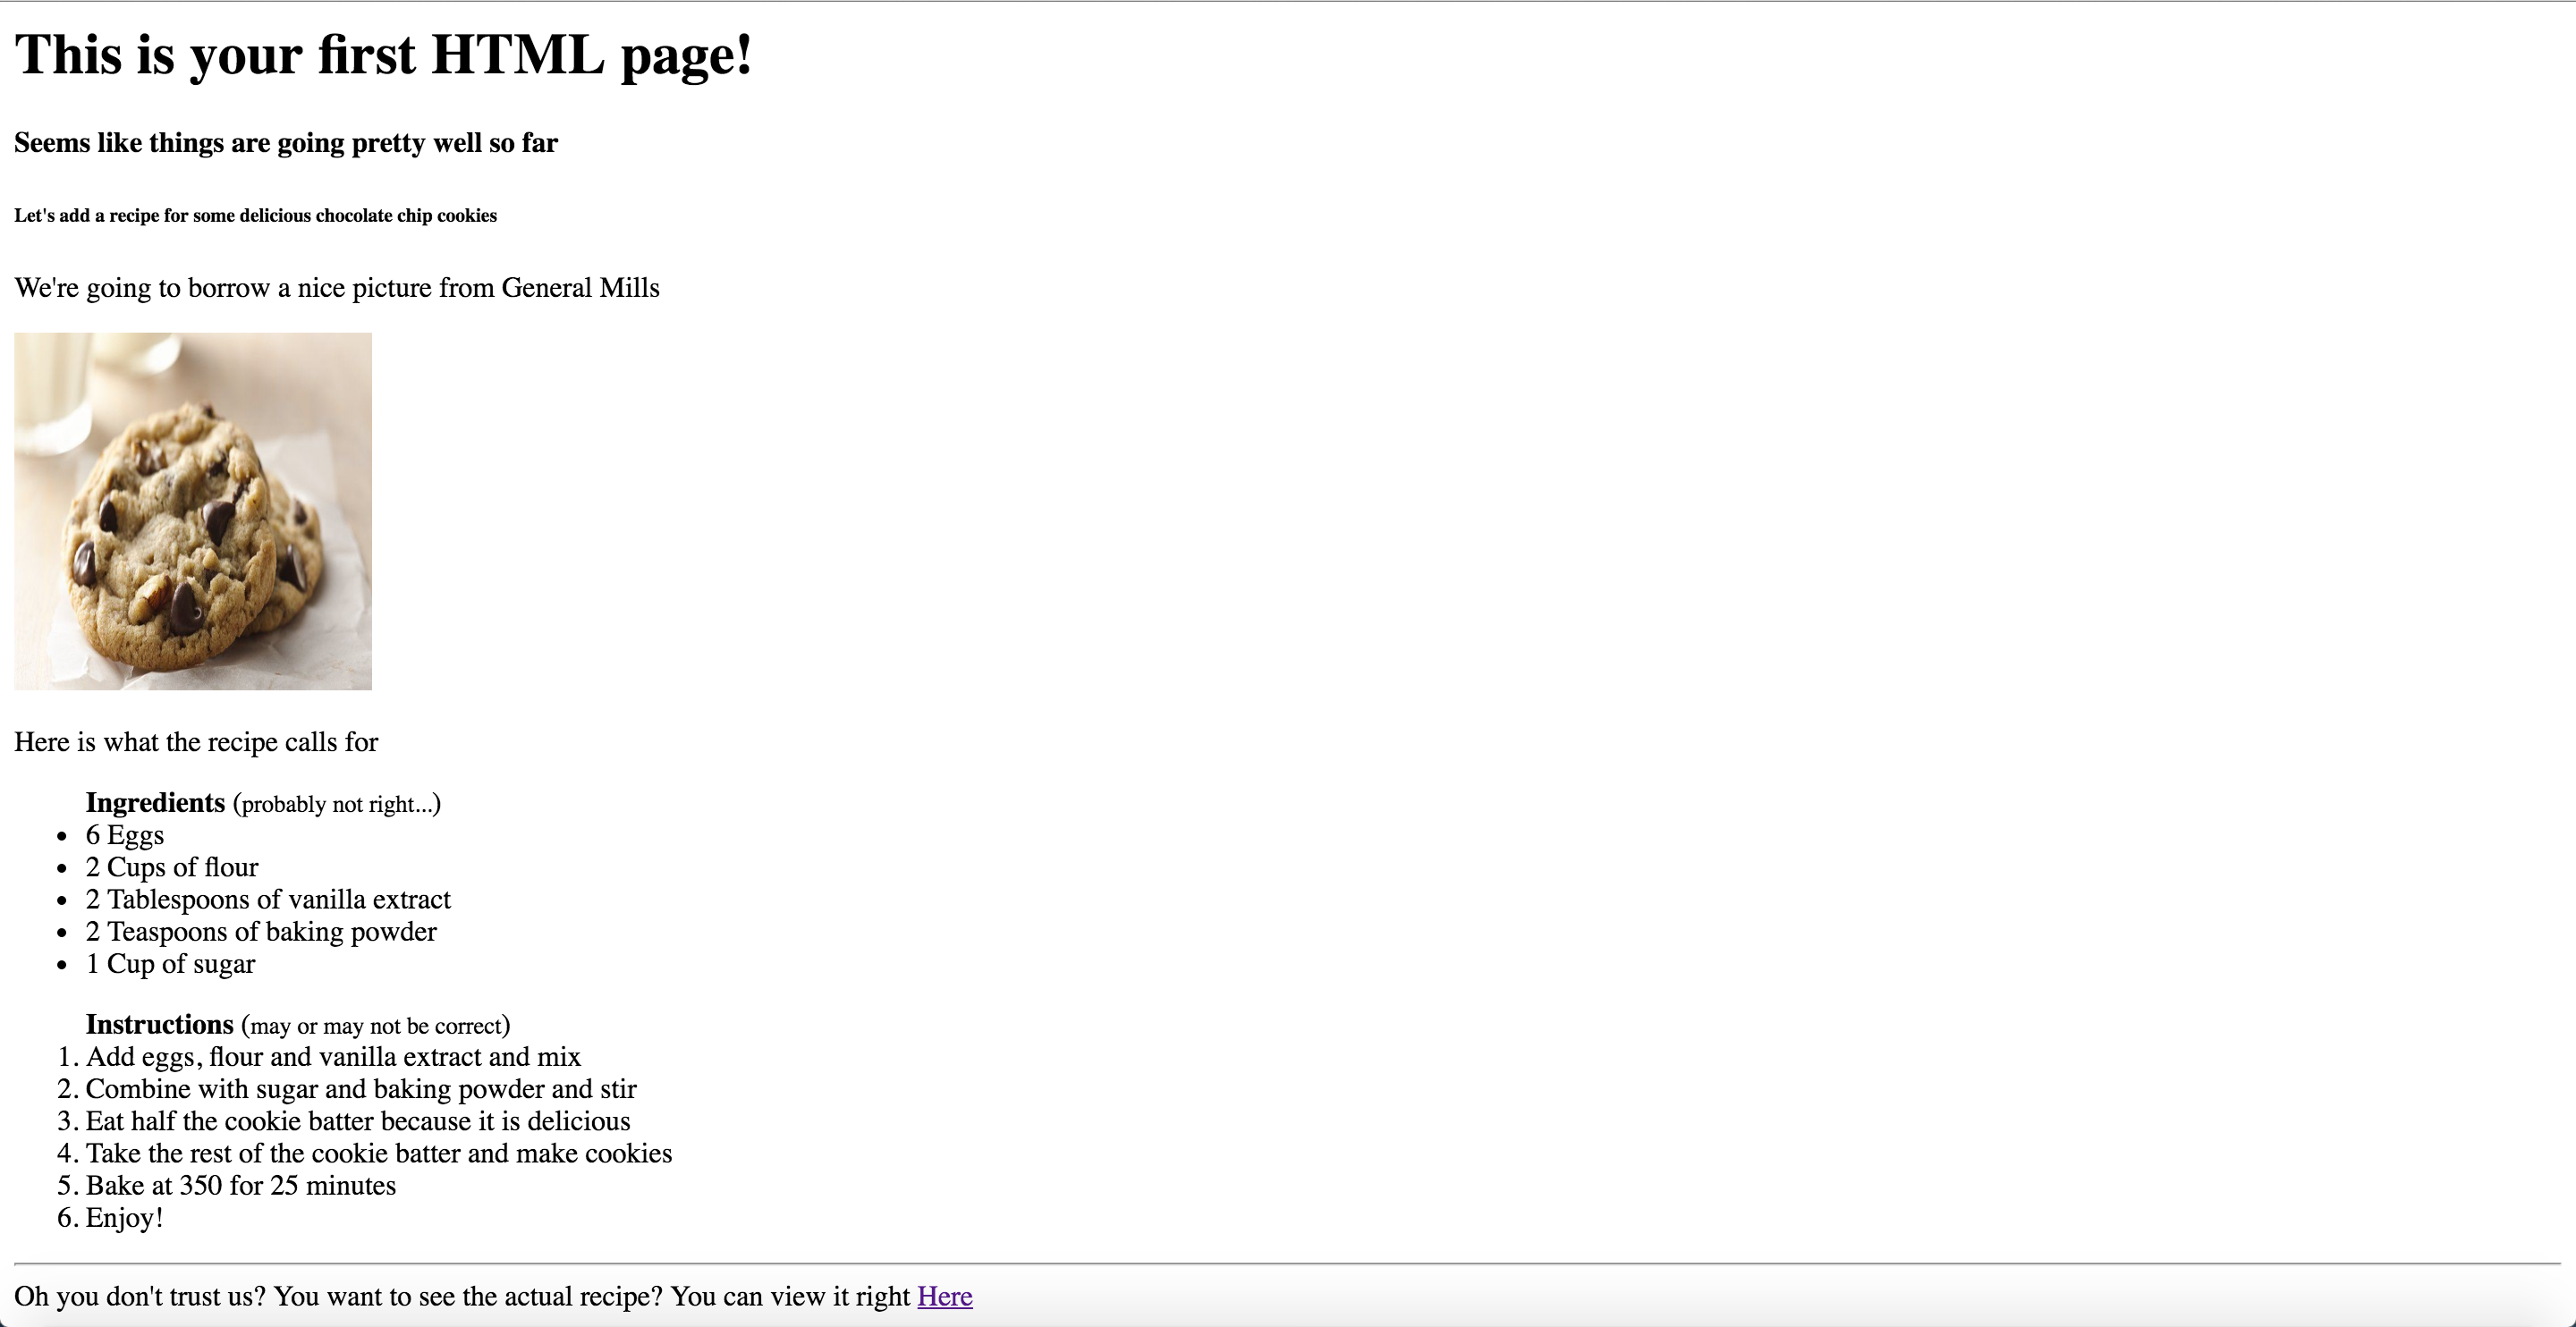 This is your first HTML page!
Seems like things are going pretty well so far
Let's add a recipe for some delicious chocolate chip cookies
We're going to borrow a nice picture from General Mills
Here is what the recipe calls for
Ingredients (probably not right...)
• 6 Eggs
• 2 Cups of flour
• 2 Tablespoons of vanilla extract
• 2 Teaspoons of baking powder
• 1 Cup of sugar
Instructions (may or may not be correct)
1. Add eggs, flour and vanilla extract and mix
2. Combine with sugar and baking powder and stir
3. Eat half the cookie batter because it is delicious
4. Take the rest of the cookie batter and make cookies
5. Bake at 350 for 25 minutes
6. Enjoy!
Oh you don't trust us? You want to see the actual recipe? You can view it right Here